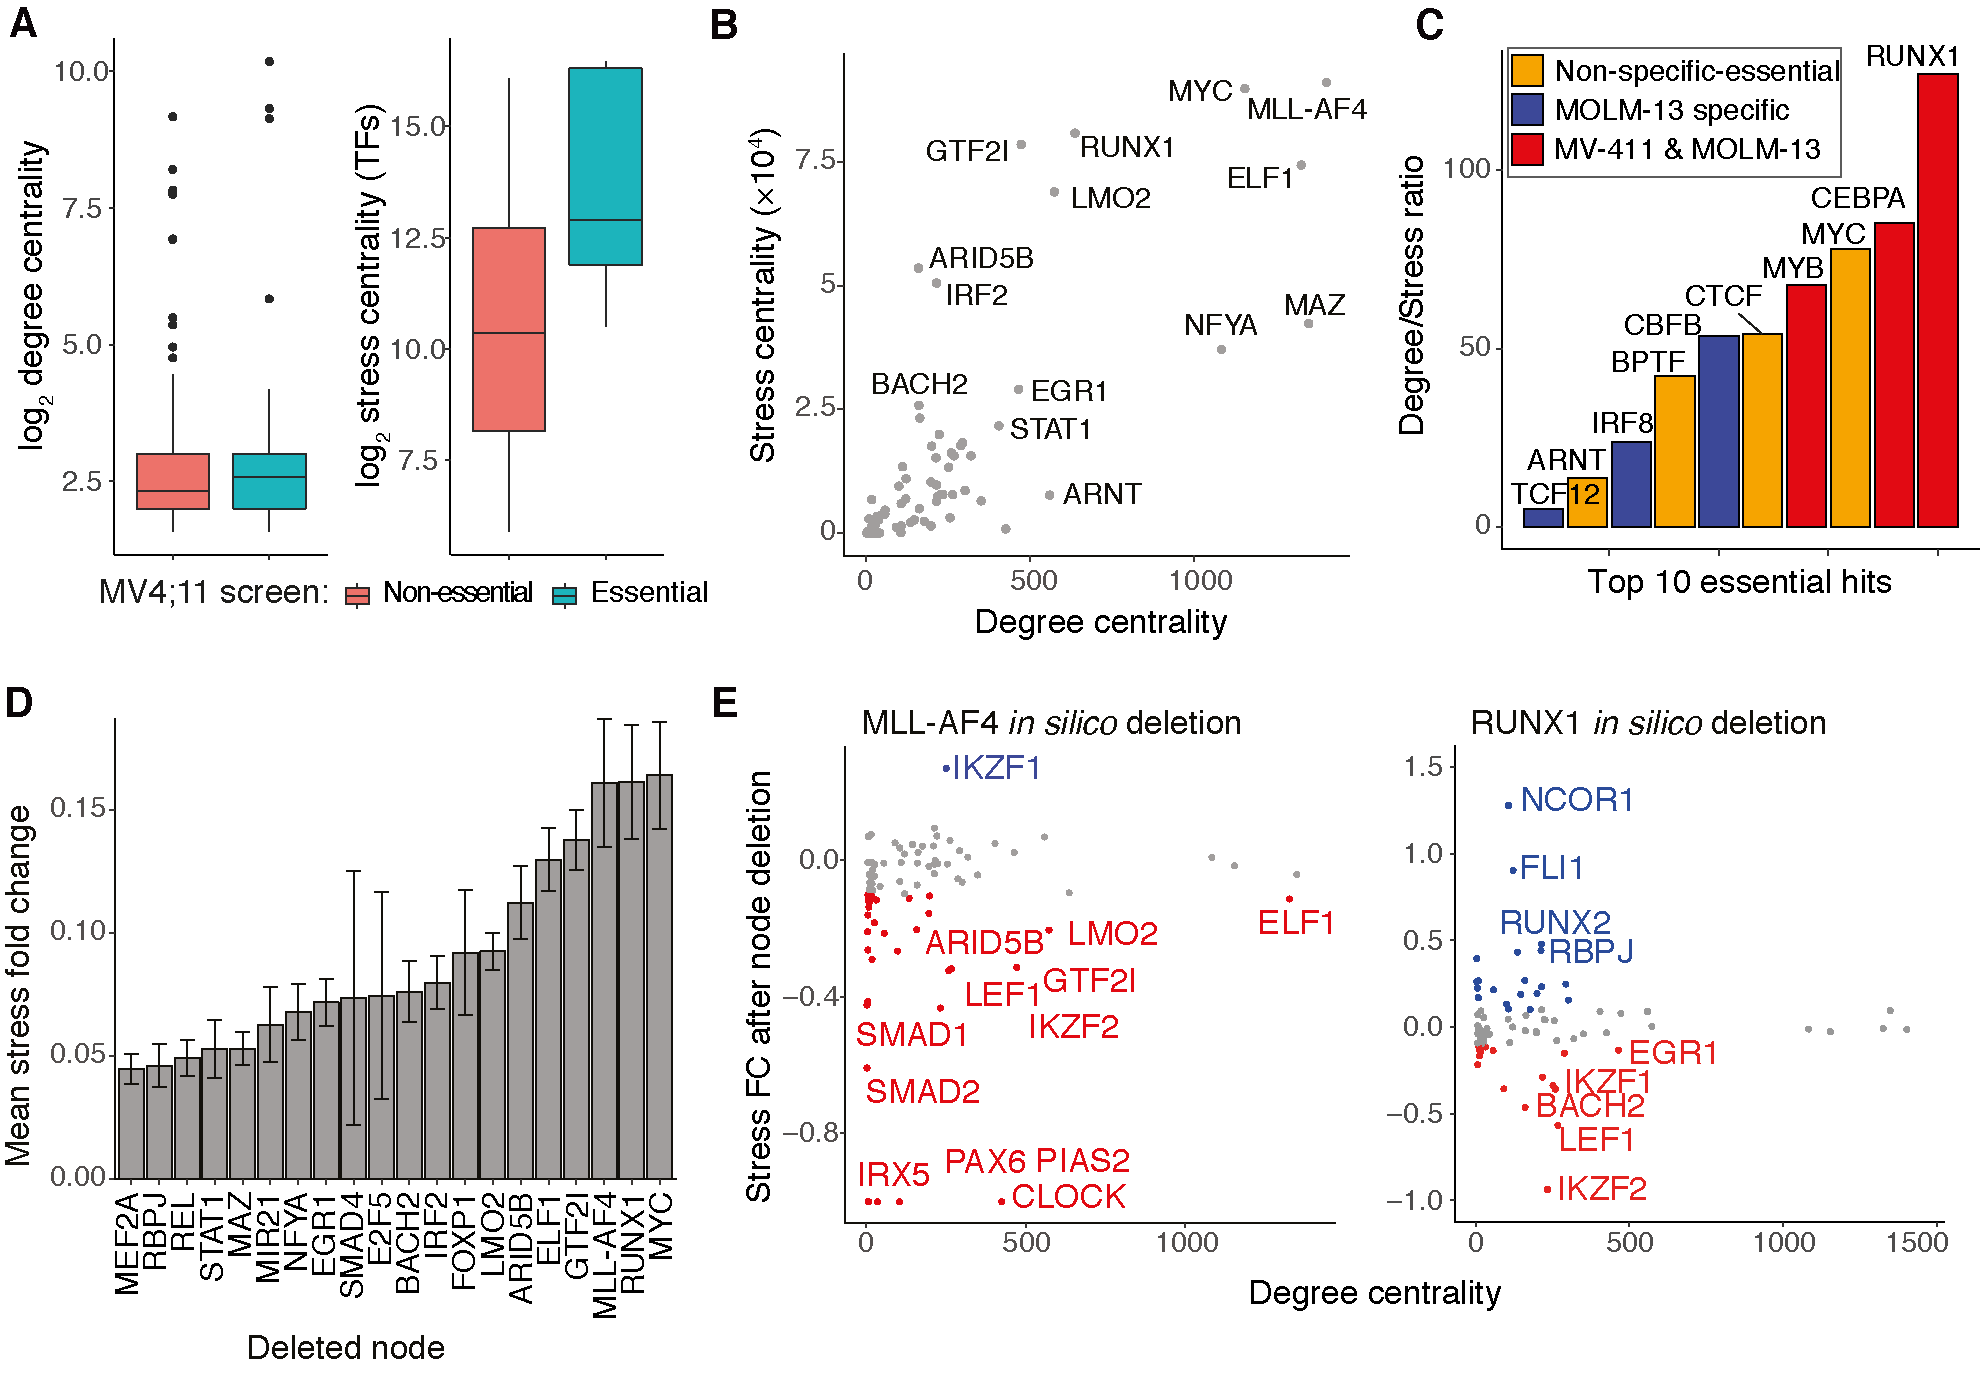 A
log2 degree centrality
10.0
7.5
5.0
2.5
log2 stress centrality (TFs)
15.0
12.5
10.0
7.5
MV4;11 screen:
Non-essential
Essential
B
Stress centrality (×10⁴)
7.5
5
2.5
0
MYC
MLL-AF4
GTF2I
RUNX1
LMO2
ELF1
ARID5B
IRF2
MAZ
NFYA
BACH2
EGR1
STAT1
ARNT
0
500
1000
Degree centrality
C
Degree/Stress ratio
100
50
0
Non-specific-essential
MOLM-13 specific
MV-411 & MOLM-13
RUNX1
CEBPA
MYC
MYB
CTCF
CBFB
BPTF
IRF8
ARNT
TCF12
Top 10 essential hits
D
Mean stress fold change
0.15
0.10
0.05
0.00
MEF2A
RBPJ
REL
STAT1
MAZ
MIR21
NFYA
EGR1
SMAD4
E2F5
BACH2
IRF2
FOXP1
LMO2
ARID5B
ELF1
GTF2I
MLL-AF4
RUNX1
MYC
Deleted node
E
MLL-AF4 in silico deletion
Stress FC after node deletion
0.0
−0.4
−0.8
IKZF1
ELF1
ARID5B
LMO2
LEF1
GTF2I
SMAD1
IKZF2
SMAD2
IRX5
PAX6
PIAS2
CLOCK
0
500
1000
RUNX1 in silico deletion
1.5
1.0
0.5
0.0
−0.5
−1.0
NCOR1
FLI1
RUNX2
RBPJ
EGR1
IKZF1
BACH2
LEF1
IKZF2
0
500
1000
1500
Degree centrality